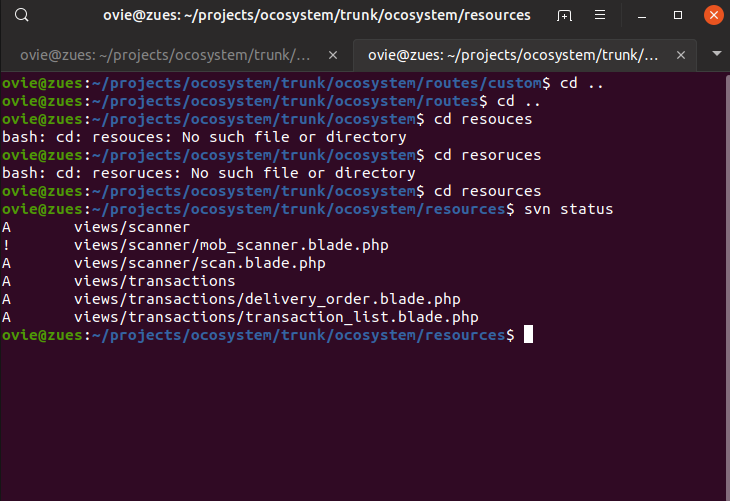 ovie@zues: ~/projects/ocosystem/trunk/ocosystem/resources
ovie@zues: ~/projects/ocosystem/trunk/... × ovie@zues: ~/projects/ocosystem/trunk/... ×
ovie@zues:~/projects/ocosystem/trunk/ocosystem/routes/custom$ cd ..
ovie@zues:~/projects/ocosystem/trunk/ocosystem/routes$ cd ..
ovie@zues:~/projects/ocosystem/trunk/ocosystem$ cd resouces
bash: cd: resouces: No such file or directory
ovie@zues:~/projects/ocosystem/trunk/ocosystem$ cd resoruces
bash: cd: resoruces: No such file or directory
ovie@zues:~/projects/ocosystem/trunk/ocosystem$ cd resources
ovie@zues:~/projects/ocosystem/trunk/ocosystem/resources$ svn status
A       views/scanner
!       views/scanner/mob_scanner.blade.php
A       views/scanner/scan.blade.php
A       views/transactions
A       views/transactions/delivery_order.blade.php
A       views/transactions/transaction_list.blade.php
ovie@zues:~/projects/ocosystem/trunk/ocosystem/resources$